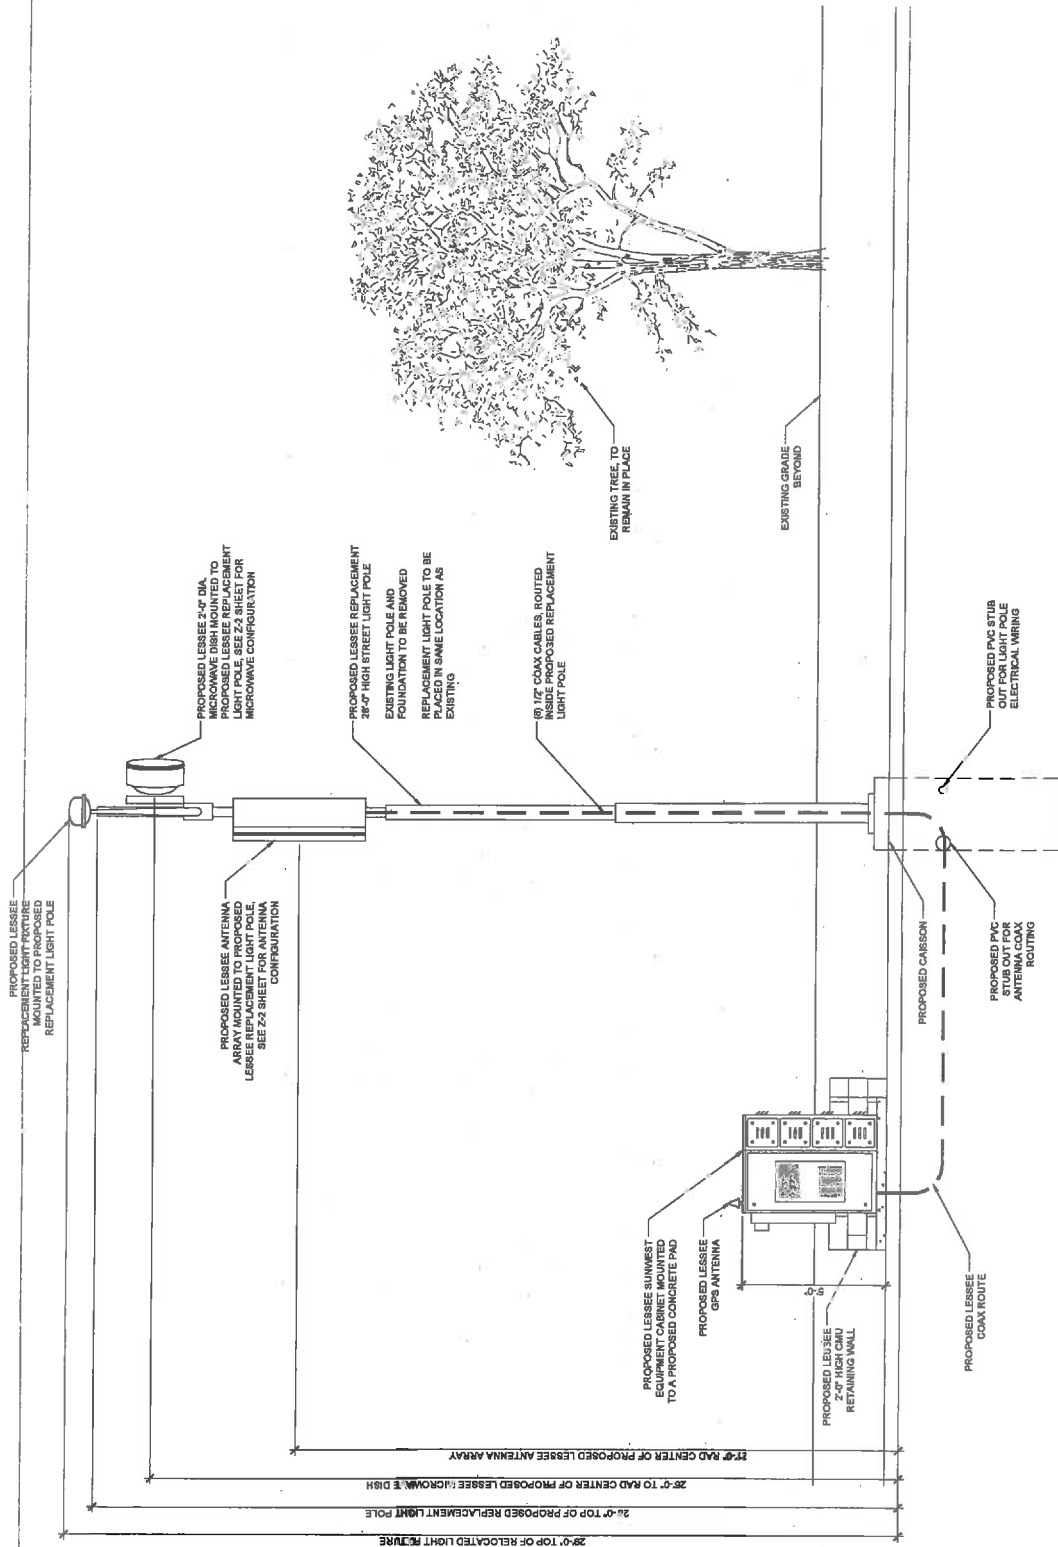 PROPOSED LESSEE
REPLACEMENT LIGHT FIXTURE
MOUNTED TO PROPOSED
REPLACEMENT LIGHT POLE
PROPOSED LESSEE 2'-0" DIA.
MICROWAVE DISH MOUNTED TO
PROPOSED LESSEE REPLACEMENT
LIGHT POLE, SEE Z-2 SHEET FOR
MICROWAVE CONFIGURATION
PROPOSED LESSEE ANTENNA
ARRAY MOUNTED TO PROPOSED
LESSEE REPLACEMENT LIGHT POLE,
SEE Z-2 SHEET FOR ANTENNA
CONFIGURATION
PROPOSED LESSEE REPLACEMENT
HIGH STREET LIGHT POLE
EXISTING LIGHT POLE AND
FOUNDATION TO BE REMOVED
REPLACEMENT LIGHT POLE TO BE
PLACED IN SAME LOCATION AS
EXISTING
1/2" COAX CABLES, ROUTED
INSIDE PROPOSED REPLACEMENT
LIGHT POLE
EXISTING TREE, TO
REMAIN IN PLACE
EXISTING GRADE
BEYOND
PROPOSED LESSEE SUNWEST
EQUIPMENT CABINET MOUNTED
TO A PROPOSED CONCRETE PAD
PROPOSED LESSEE
GPS ANTENNA
5'-0"
PROPOSED LESSEE
2'-0" HIGH CMU
RETAINING WALL
PROPOSED LESSEE
COAX ROUTE
PROPOSED CAISSON
PROPOSED PVC
STUB OUT FOR
ANTENNA COAX
ROUTING
PROPOSED PVC STUB
OUT FOR LIGHT POLE
ELECTRICAL WIRING
29'-0" TOP OF RELOCATED LIGHT FIXTURE
TOP OF PROPOSED REPLACEMENT LIGHT POLE
TO RAD CENTER OF PROPOSED LESSEE MICROWAVE DISH
RAD CENTER OF PROPOSED LESSEE ANTENNA ARRAY